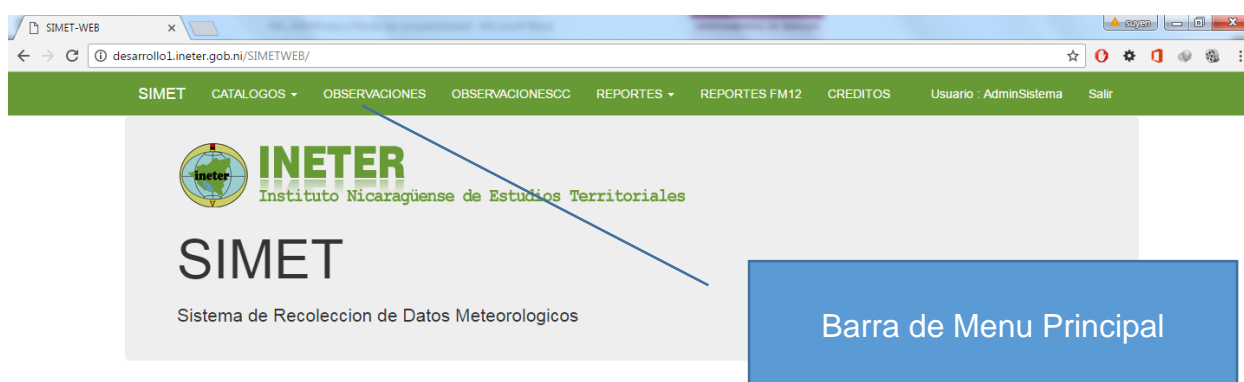 SIMET-WEB
suyen
desarrollo1.ineter.gob.ni/SIMETWEB/
SIMET CATALOGOS OBSERVACIONES OBSERVACIONESCC REPORTES REPORTES FM12 CREDITOS Usuario : AdminSistema Salir
ineter
INETER
Instituto Nicaragüense de Estudios Territoriales
SIMET
Sistema de Recoleccion de Datos Meteorologicos
Barra de Menu Principal